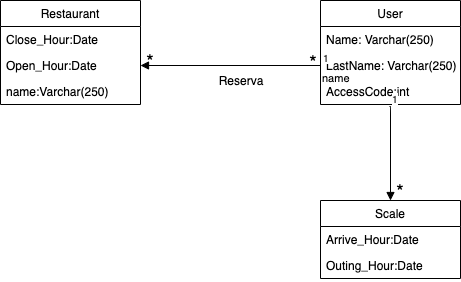 Restaurant
Close_Hour:Date
Open_Hour:Date
name:Varchar(250)
*
*
Reserva
User
Name: Varchar(250)
1
LastName: Varchar(250)
name
AccessCode:int
1
*
Scale
Arrive_Hour:Date
Outing_Hour:Date